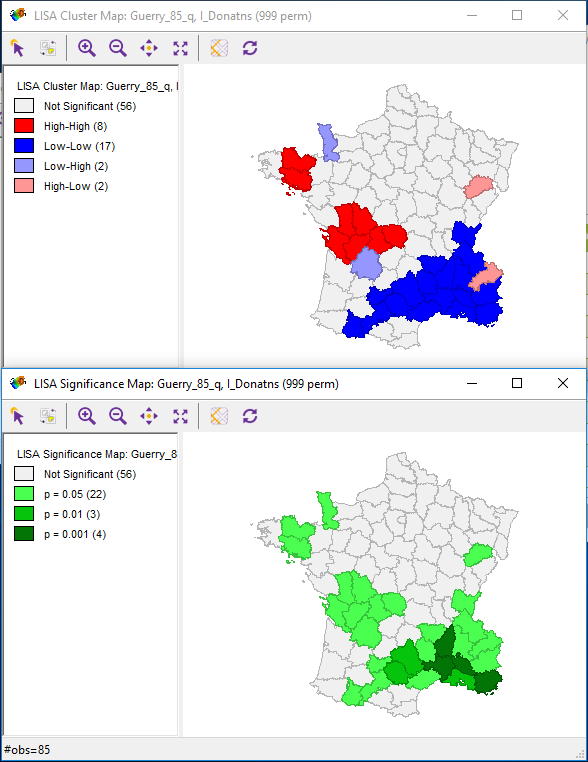 LISA Cluster Map: Guerry_85_q, I_Donatns (999 perm)
LISA Cluster Map: Guerry_85_q, I
Not Significant (56)
High-High (8)
Low-Low (17)
Low-High (2)
High-Low (2)
LISA Significance Map: Guerry_85_q, I_Donatns (999 perm)
LISA Significance Map: Guerry_8
Not Significant (56)
p = 0.05 (22)
p = 0.01 (3)
p = 0.001 (4)
#obs=85